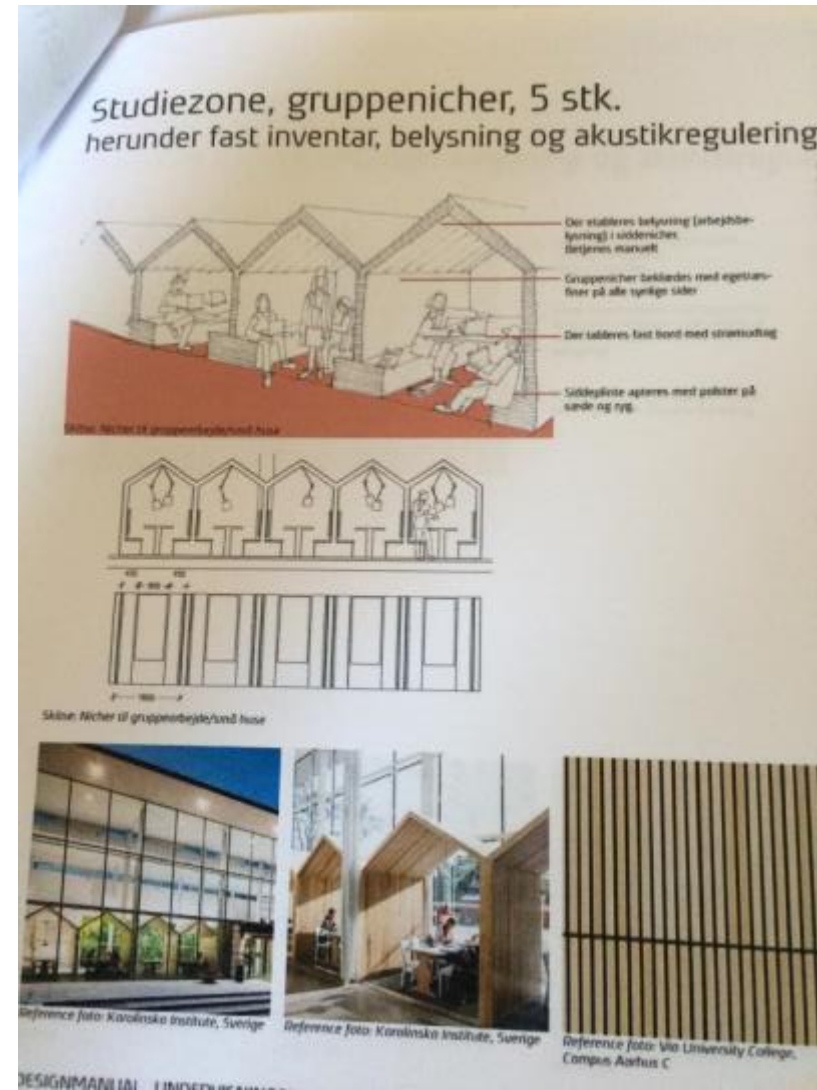 Studiezone, gruppenicher, 5 stk.
herunder fast inventar, belysning og akustikregulering
Der etableres belysning (arbejdsbe-
lysning) i siddenicher.
Betjenes manuelt
Gruppenicher beklædes med egetræs-
finer på alle synlige sider
Der tableres fast bord med strømudtag
Siddeplinte apteres med polster på
sæde og ryg.
Skitse: Nicher til gruppearbejde/små huse
Skitse: Nicher til gruppearbejde/små huse
Reference foto: Karolinska Institute, Sverige
Reference foto: Karolinska Institute, Sverige
Reference foto: Via University College,
Campus Aarhus C
DESIGNMANUAL